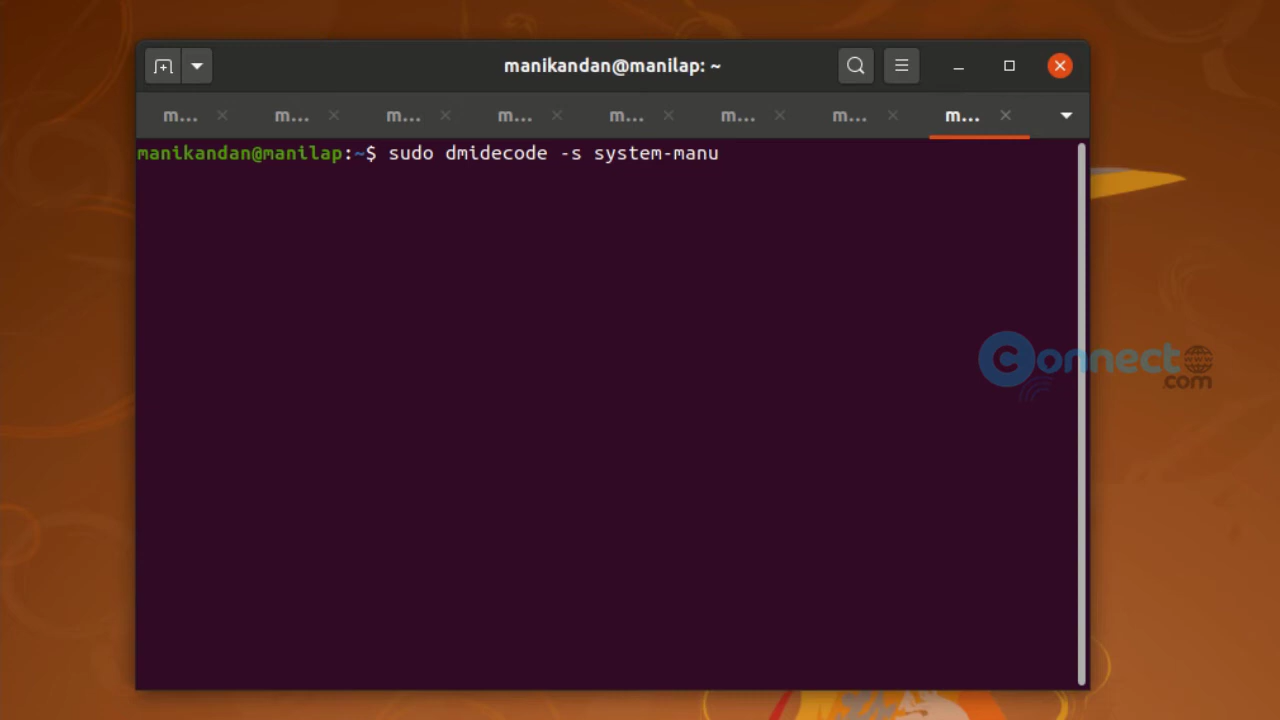 manikandan@manilap: ~
m... m... m... m... m... m... m... m...
manikandan@manilap:~$ sudo dmidecode -s system-manu
connect
.com